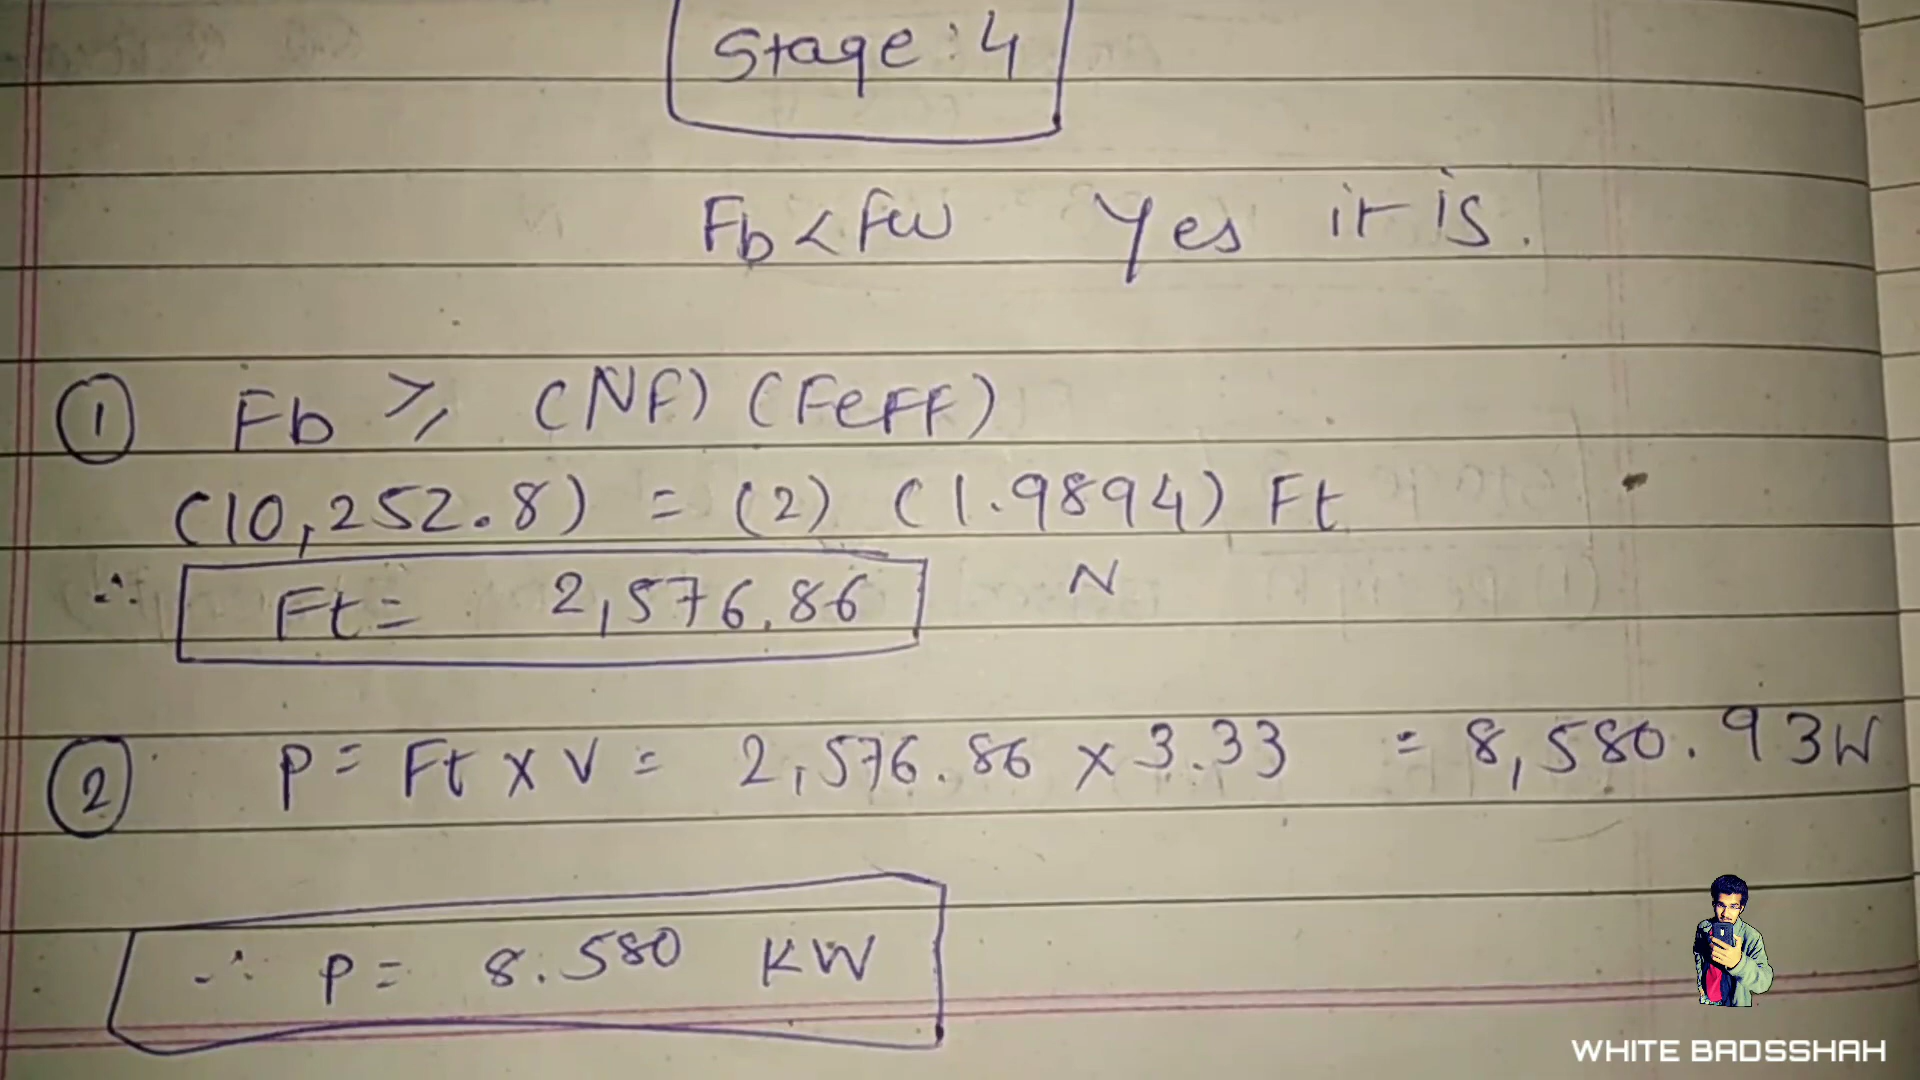 Stage: 4
Fb < Fw Yes it is.
① Fb ⩾ (NF) (FeFF)
(10,252.8) = (2) (1.9894) Ft
∴ Ft = 2,576.86 N
② P = Ft x V = 2,576.86 x 3.33 = 8,580.93W
∴ P = 8.580 KW
WHITE BADSSHAH